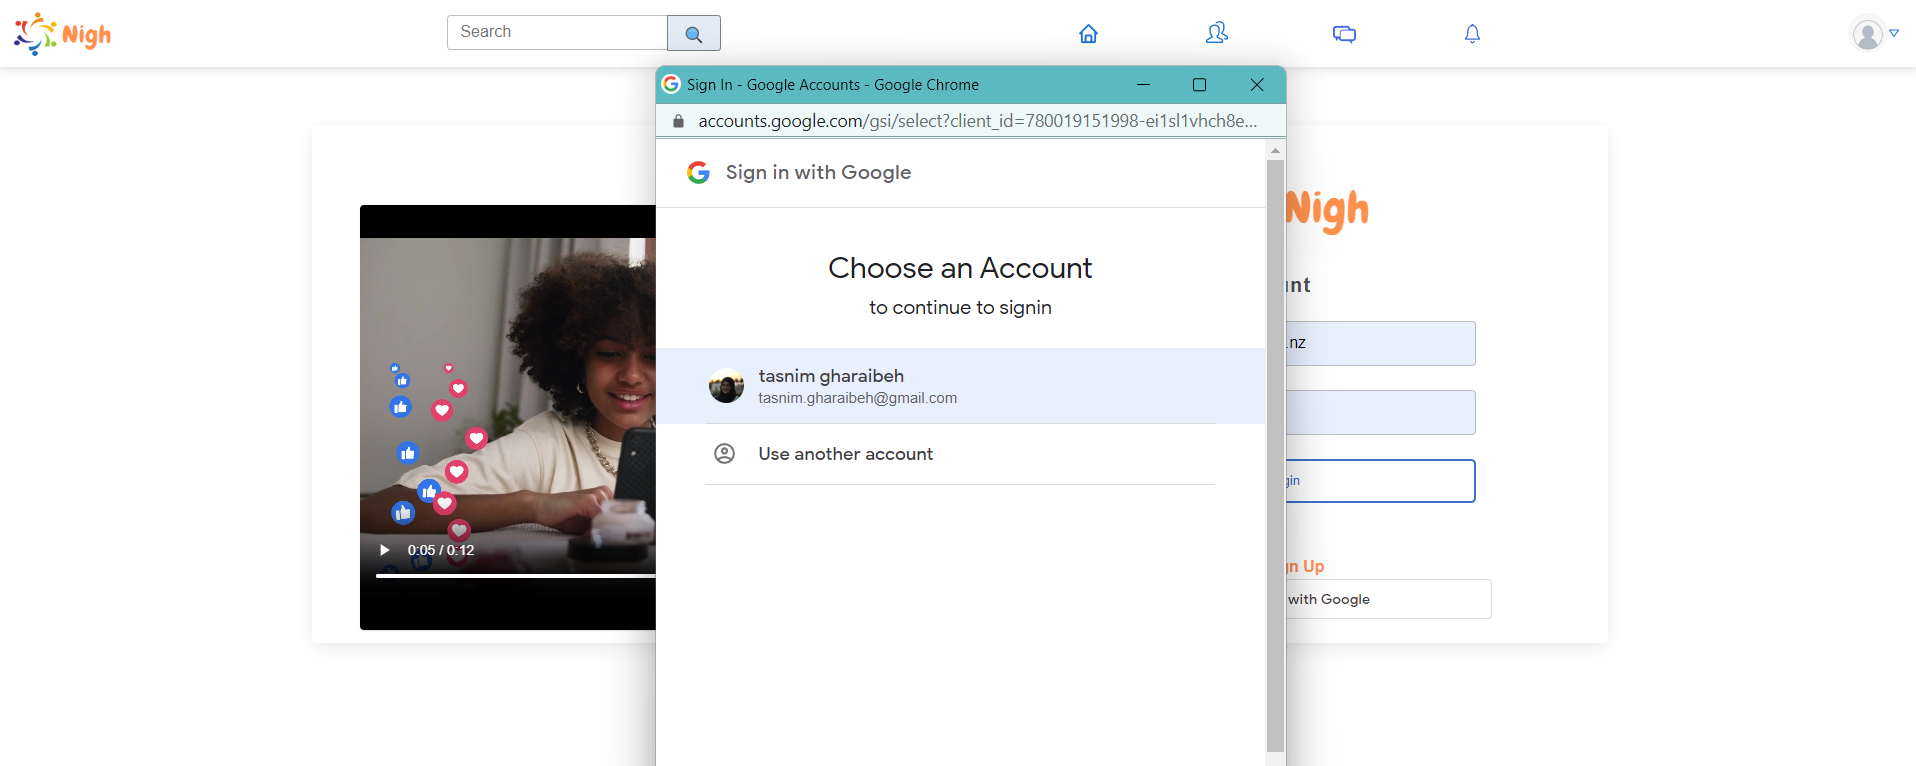 Nigh
Search
Sign In - Google Accounts - Google Chrome
accounts.google.com/gsi/select?client_id=780019151998-ei1sl1vhch8e...
Sign in with Google
Choose an Account
to continue to signin
tasnim gharaibeh
tasnim.gharaibeh@gmail.com
Use another account
0:05 / 0:12
Nigh
unt
.nz
gin
gn Up
with Google